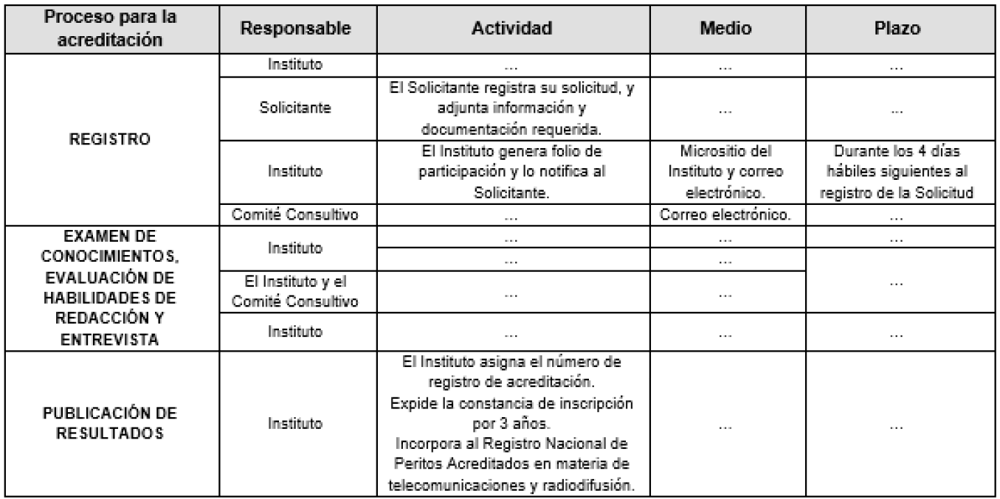 Proceso para la
acreditación
Responsable
Actividad
Medio
Plazo
REGISTRO
Instituto
...
...
...
Solicitante
El Solicitante registra su solicitud, y
adjunta información y
documentación requerida.
...
...
Instituto
El Instituto genera folio de
participación y lo notifica al
Solicitante.
Micrositio del
Instituto y correo
electrónico.
Durante los 4 días
hábiles siguientes al
registro de la Solicitud
Comité Consultivo
...
Correo electrónico.
...
EXAMEN DE
CONOCIMIENTOS,
EVALUACIÓN DE
HABILIDADES DE
REDACCIÓN Y
ENTREVISTA
Instituto
...
...
...
...
...
...
El Instituto y el
Comité Consultivo
...
...
Instituto
...
...
...
PUBLICACIÓN DE
RESULTADOS
Instituto
El Instituto asigna el número de
registro de acreditación.
Expide la constancia de inscripción
por 3 años.
Incorpora al Registro Nacional de
Peritos Acreditados en materia de
telecomunicaciones y radiodifusión.
...
...